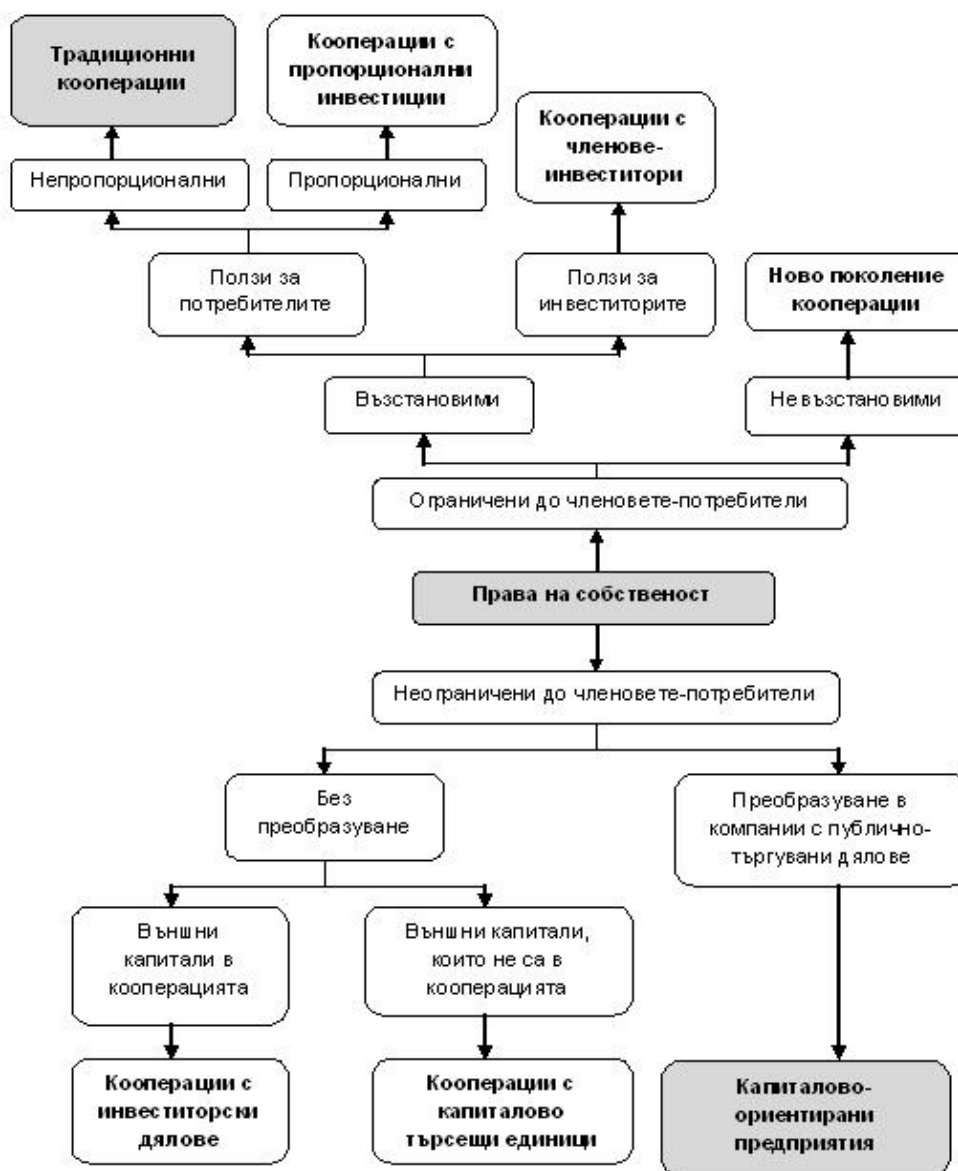 Традиционни
кооперации
Кооперации с
пропорционални
инвестиции
Кооперации с
членове-
инвеститори
Непропорционални
Пропорционални
Ползи за
потребителите
Ползи за
инвеститорите
Ново поколение
кооперации
Възстановими
Невъзстановими
Ограничени до членовете-потребители
Права на собственост
Неограничени до членовете-потребители
Без
преобразуване
Преобразуване в
компании с публично-
търгувани дялове
Външни
капитали в
кооперацията
Външни капитали,
които не са в
кооперацията
Кооперации с
инвеститорски
дялове
Кооперации с
капиталово
търсещи единици
Капиталово-
ориентирани
предприятия